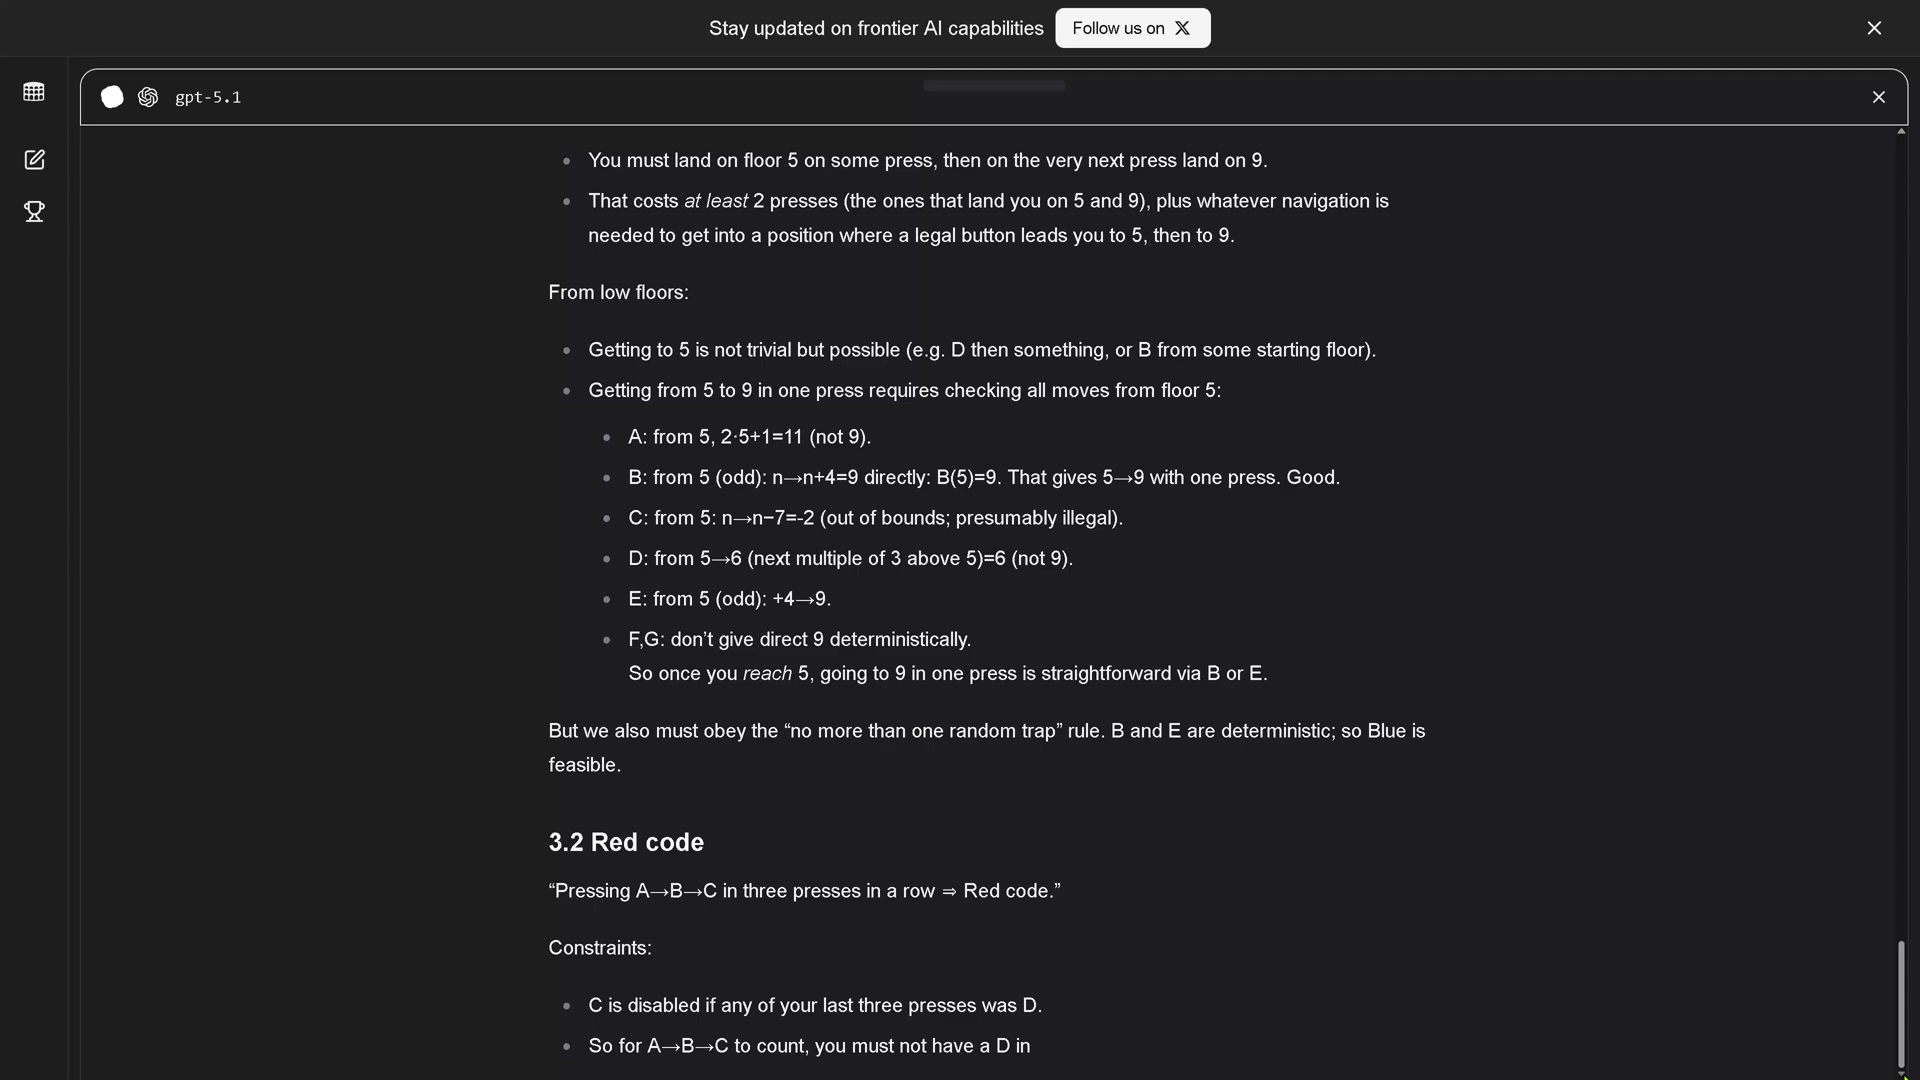 Stay updated on frontier AI capabilities
Follow us on X
gpt-5.1
You must land on floor 5 on some press, then on the very next press land on 9.
That costs at least 2 presses (the ones that land you on 5 and 9), plus whatever navigation is
needed to get into a position where a legal button leads you to 5, then to 9.
From low floors:
Getting to 5 is not trivial but possible (e.g. D then something, or B from some starting floor).
Getting from 5 to 9 in one press requires checking all moves from floor 5:
A: from 5, 2·5+1=11 (not 9).
B: from 5 (odd): n→n+4=9 directly: B(5)=9. That gives 5→9 with one press. Good.
C: from 5: n→n−7=-2 (out of bounds; presumably illegal).
D: from 5→6 (next multiple of 3 above 5)=6 (not 9).
E: from 5 (odd): +4→9.
F,G: don’t give direct 9 deterministically.
So once you reach 5, going to 9 in one press is straightforward via B or E.
But we also must obey the “no more than one random trap” rule. B and E are deterministic; so Blue is
feasible.
3.2 Red code
“Pressing A→B→C in three presses in a row ⇒ Red code.”
Constraints:
C is disabled if any of your last three presses was D.
So for A→B→C to count, you must not have a D in